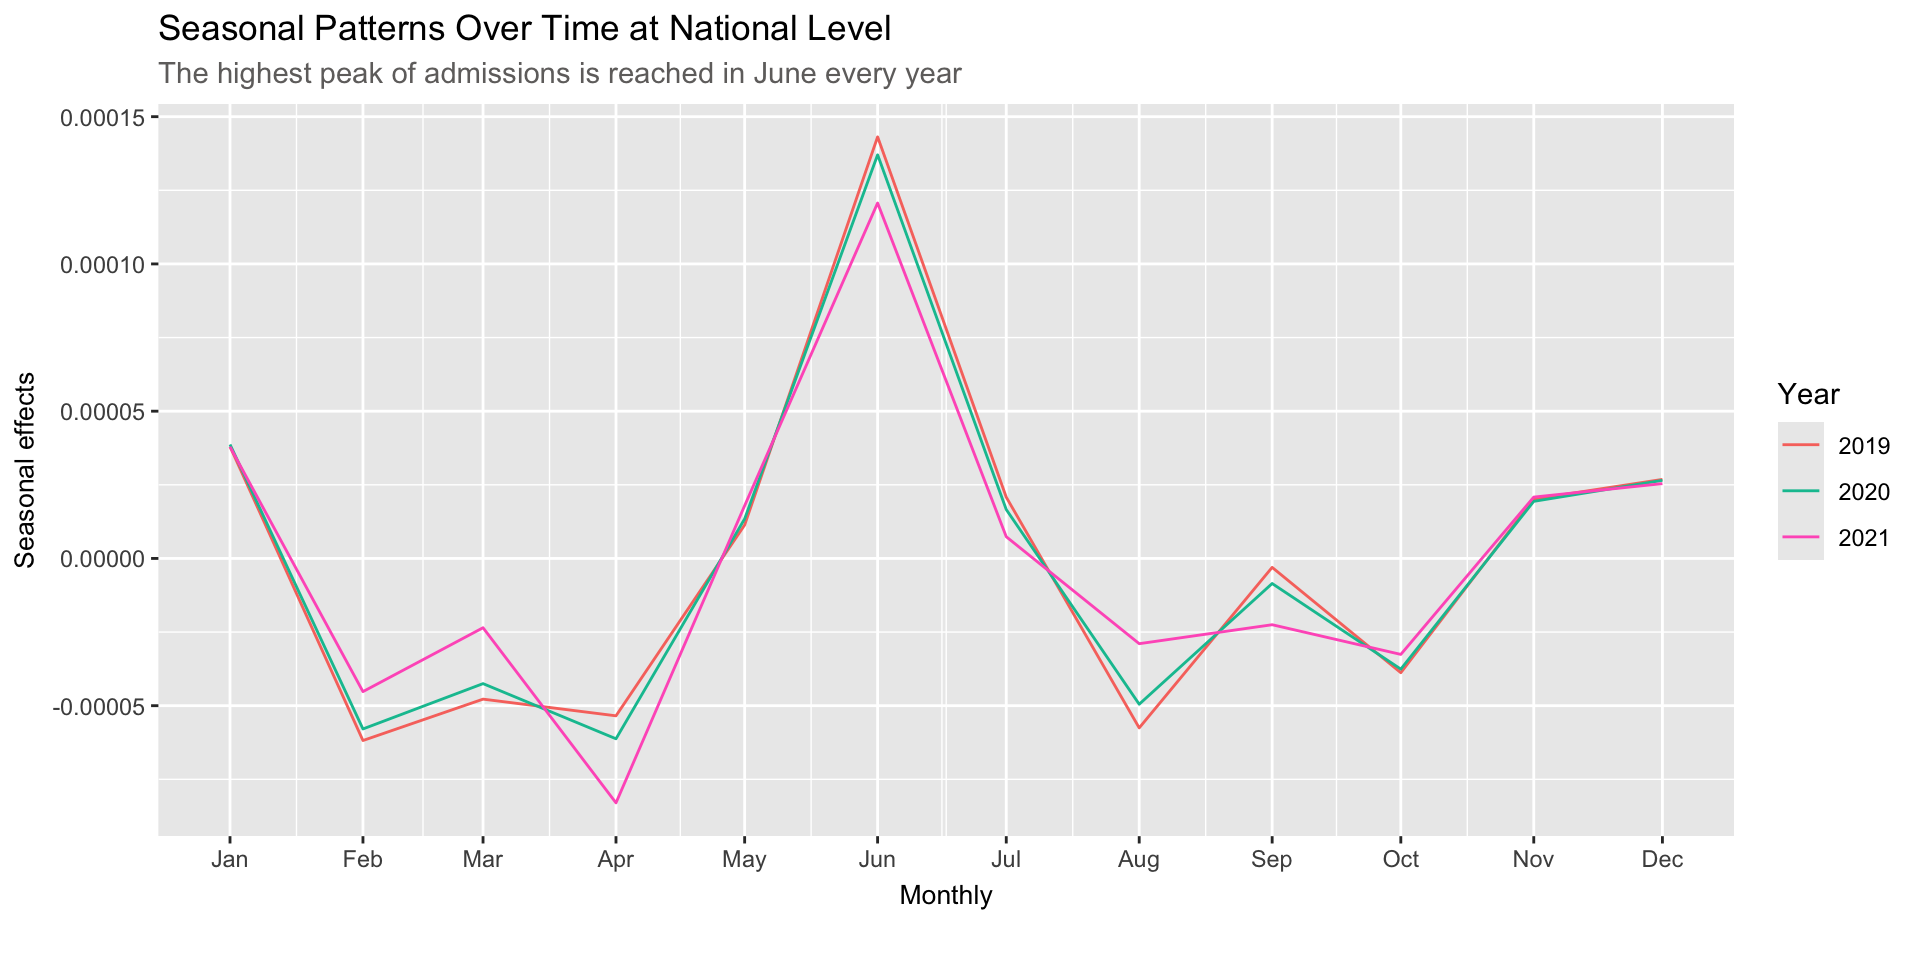 Seasonal Patterns Over Time at National Level
The highest peak of admissions is reached in June every year
0.00015
0.00010
0.00005
0.00000
-0.00005
Seasonal effects
Jan Feb Mar Apr May Jun Jul Aug Sep Oct Nov Dec
Monthly
Year
2019
2020
2021